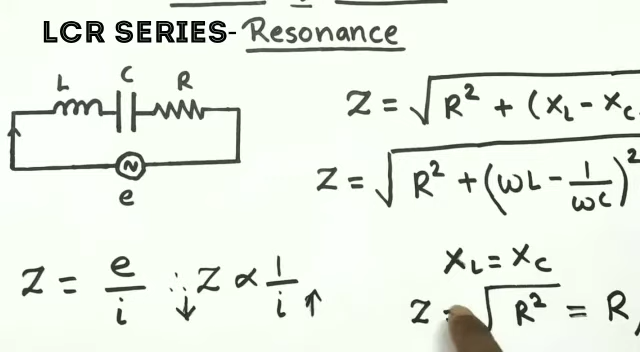 LCR SERIES- Resonance
L C R
e
Z = √R² + (X_L - X_C
Z = √R² + (ωL - 1/ωC)²
Z = e/i ∴ ↓Z ∝ 1/i ↑
X_L = X_C
Z = √R² = R